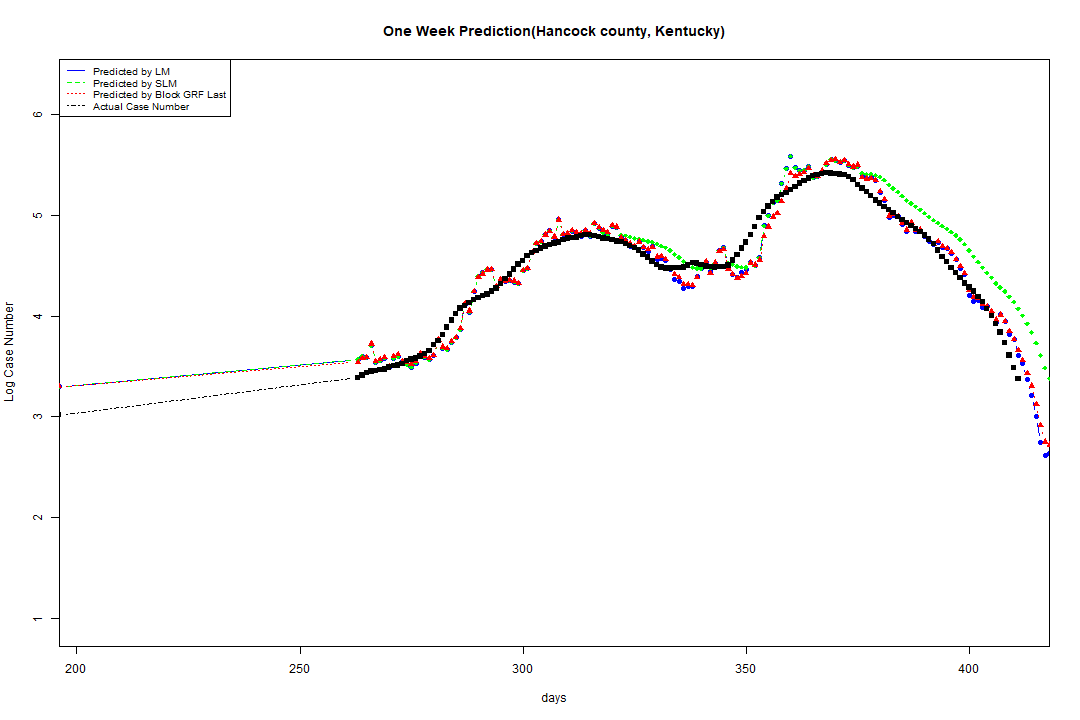 One Week Prediction(Hancock county, Kentucky)
Predicted by LM
Predicted by SLM
Predicted by Block GRF Last
Actual Case Number
Log Case Number
6
5
4
3
2
1
200 250 300 350 400
days